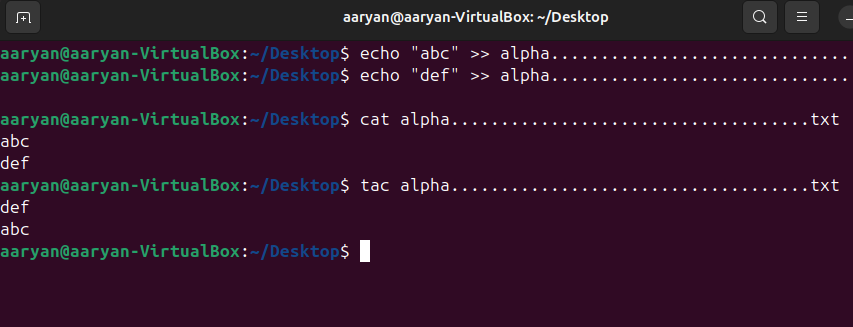 aaryan@aaryan-VirtualBox: ~/Desktop
aaryan@aaryan-VirtualBox:~/Desktop$ echo "abc" >> alpha..............................
aaryan@aaryan-VirtualBox:~/Desktop$ echo "def" >> alpha..............................
aaryan@aaryan-VirtualBox:~/Desktop$ cat alpha....................................txt
abc
def
aaryan@aaryan-VirtualBox:~/Desktop$ tac alpha....................................txt
def
abc
aaryan@aaryan-VirtualBox:~/Desktop$